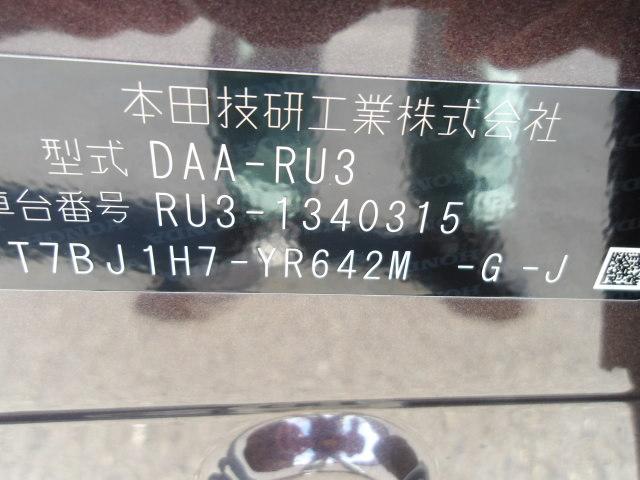 本田技研工業株式会社
型式 DAA-RU3
車台番号 RU3-1340315
T7BJ1H7-YR642M -G -J